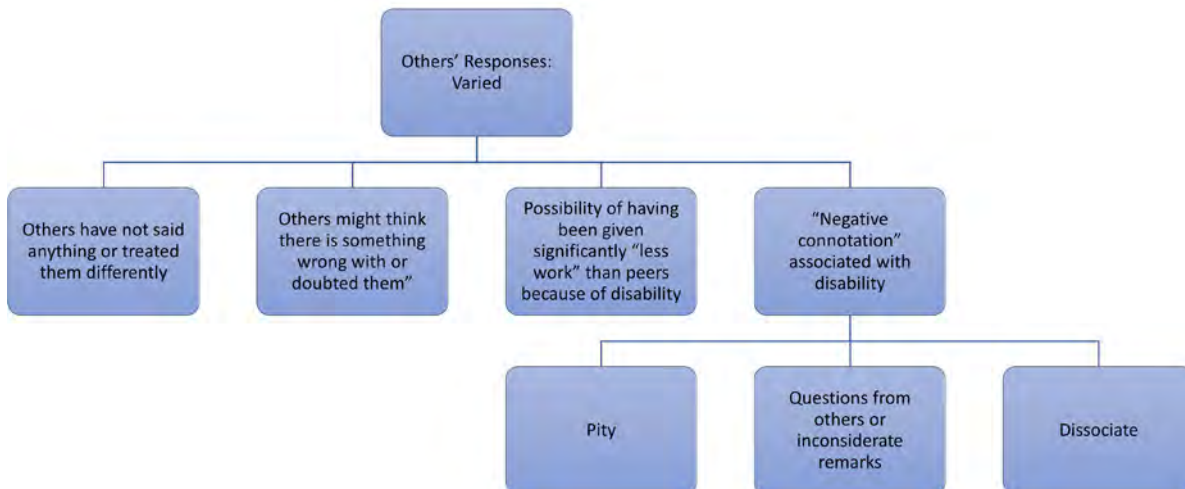 Others’ Responses:
Varied
Others have not said
anything or treated
them differently
Others might think
there is something
wrong with or
doubted them”
Possibility of having
been given
significantly “less
work” than peers
because of disability
“Negative
connotation”
associated with
disability
Pity
Questions from
others or
inconsiderate
remarks
Dissociate